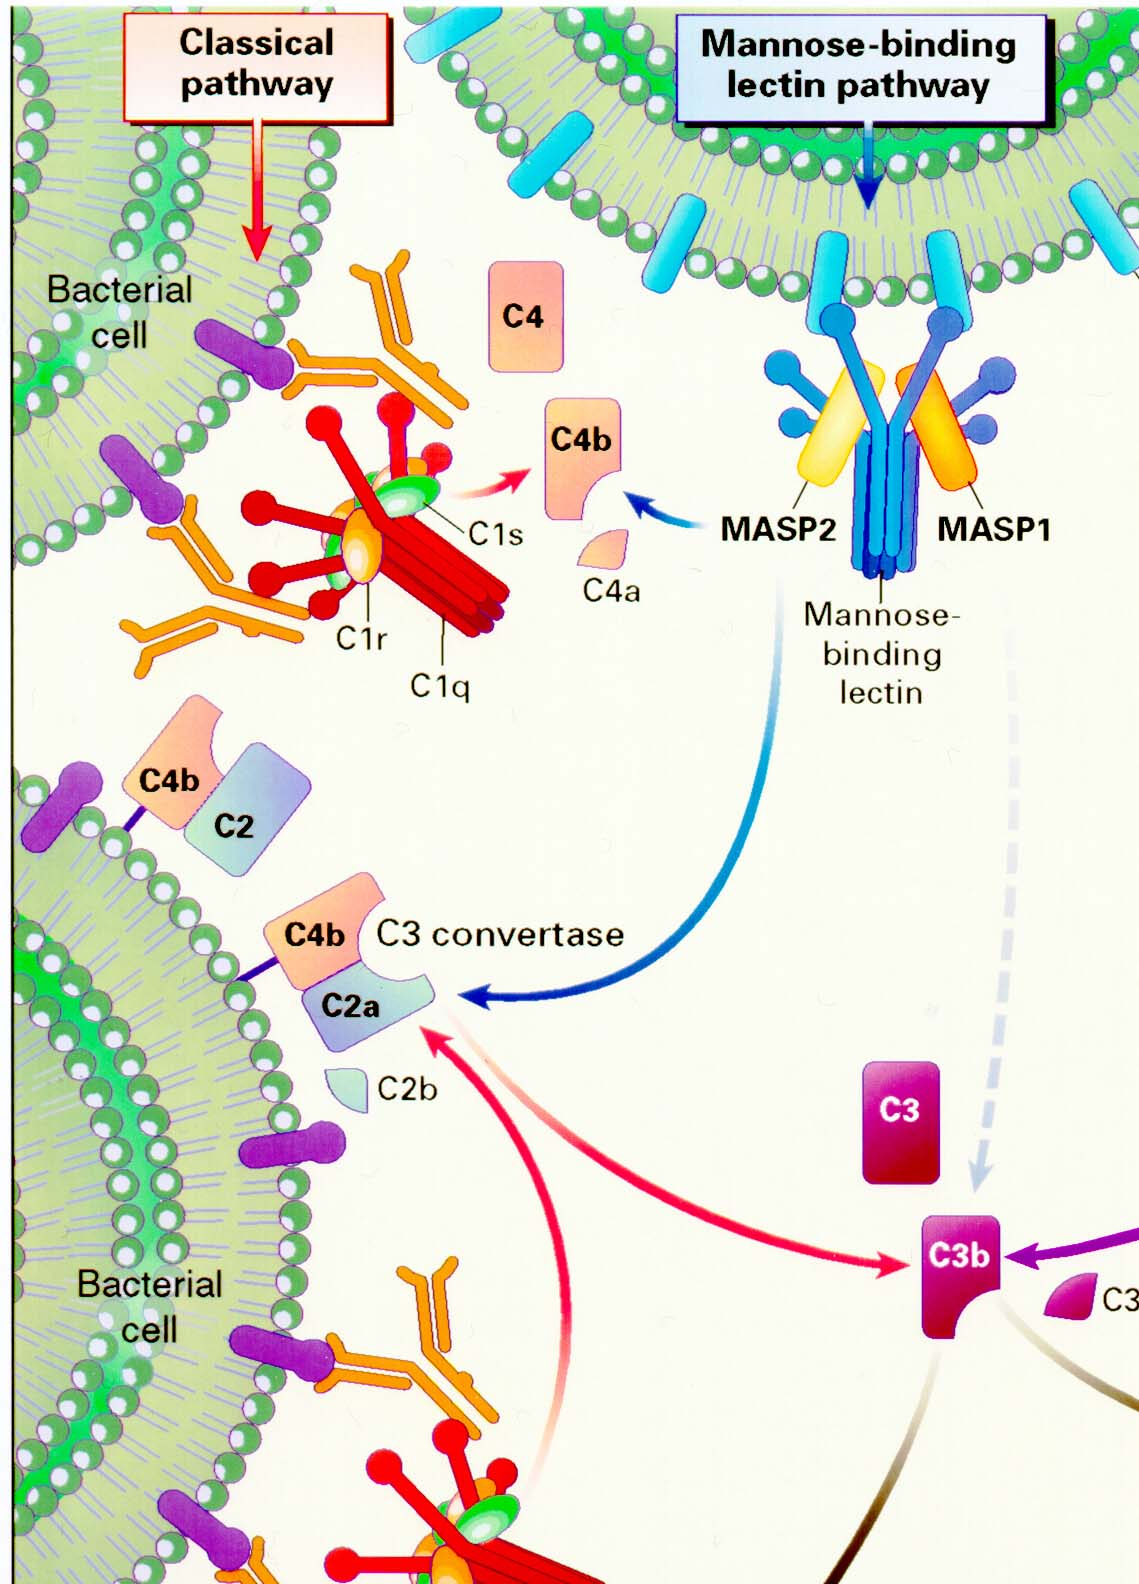 Classical
pathway
Mannose-binding
lectin pathway
Bacterial
cell
C4
C4b
C4a
C1s
C1r
C1q
MASP2
MASP1
Mannose-
binding
lectin
C4b
C2
C4b
C3 convertase
C2a
C2b
C3
C3b
C3
Bacterial
cell